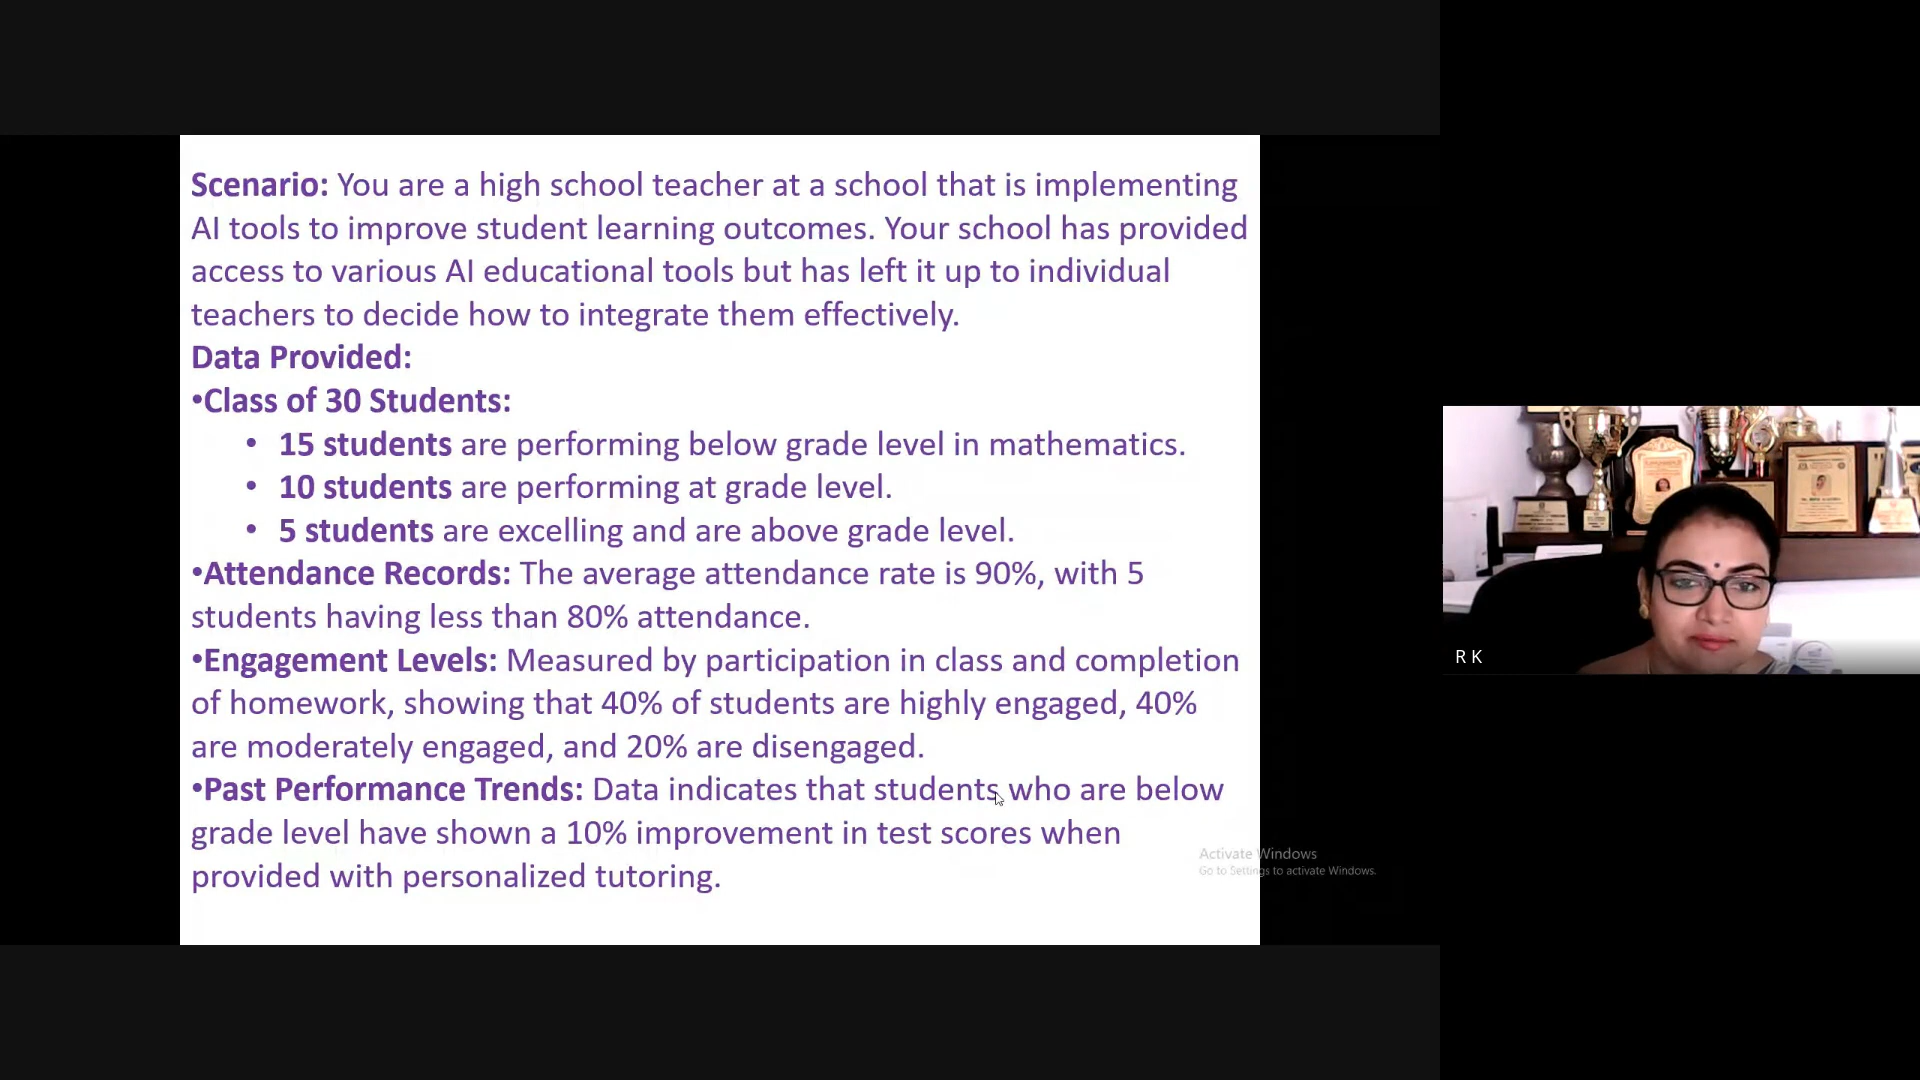 Scenario: You are a high school teacher at a school that is implementing
AI tools to improve student learning outcomes. Your school has provided
access to various AI educational tools but has left it up to individual
teachers to decide how to integrate them effectively.
Data Provided:
•Class of 30 Students:
• 15 students are performing below grade level in mathematics.
• 10 students are performing at grade level.
• 5 students are excelling and are above grade level.
•Attendance Records: The average attendance rate is 90%, with 5
students having less than 80% attendance.
•Engagement Levels: Measured by participation in class and completion
of homework, showing that 40% of students are highly engaged, 40%
are moderately engaged, and 20% are disengaged.
•Past Performance Trends: Data indicates that students who are below
grade level have shown a 10% improvement in test scores when
provided with personalized tutoring.
Activate Windows
Go to Settings to activate Windows.
R K